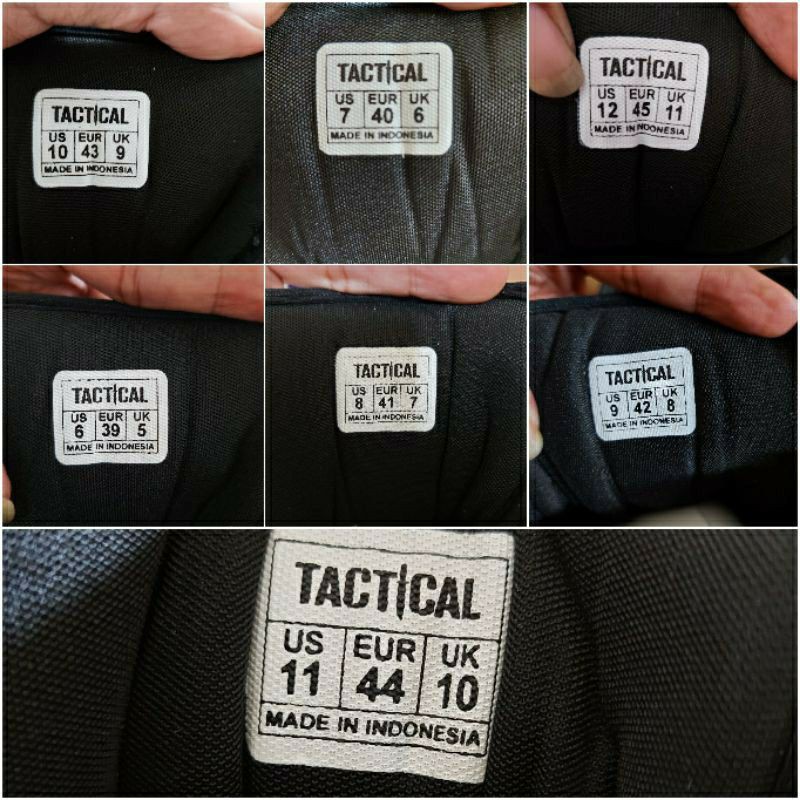 TACTICAL
US EUR UK
10 43 9
MADE IN INDONESIA
TACTICAL
US EUR UK
7 40 6
MADE IN INDONESIA
TACTICAL
US EUR UK
12 45 11
MADE IN INDONESIA
TACTICAL
US EUR UK
6 39 5
MADE IN INDONESIA
TACTICAL
US EUR UK
8 41 7
MADE IN INDONESIA
TACTICAL
US EUR UK
9 42 8
MADE IN INDONESIA
TACTICAL
US EUR UK
11 44 10
MADE IN INDONESIA